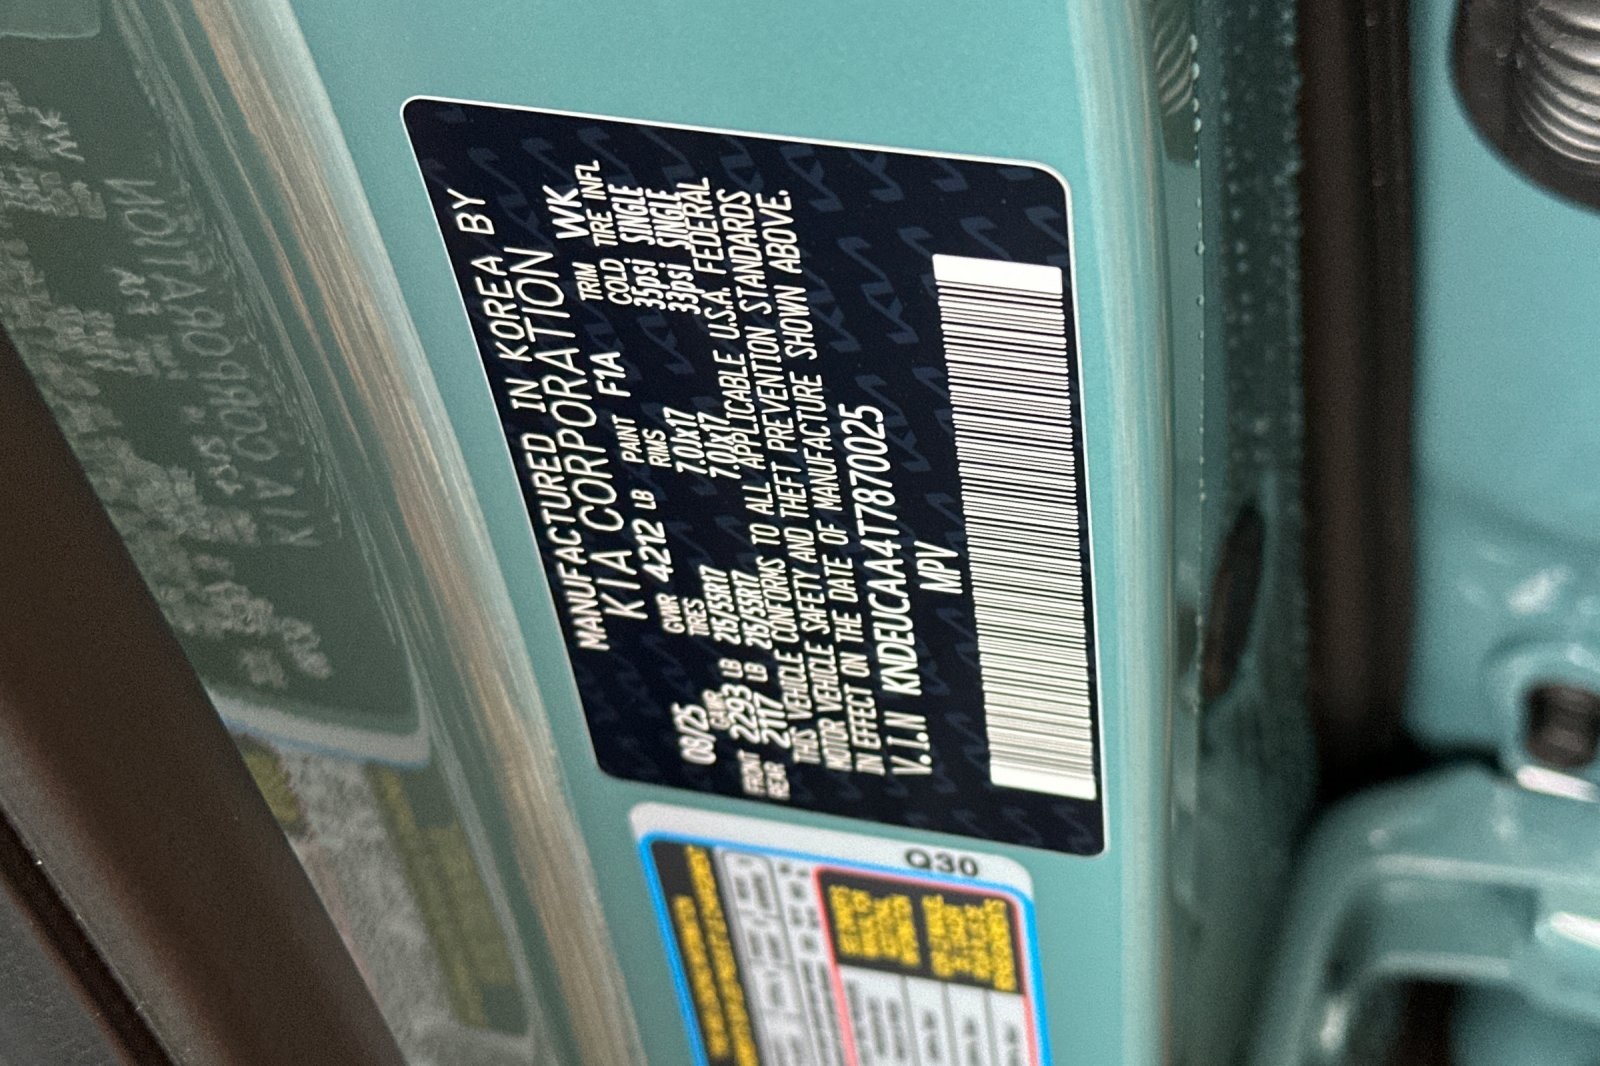 MANUFACTURED IN KOREA BY
KIA CORPORATION
08/25 GVWR 4212 LB PAINT F1A TRIM WK
GAWR TIRES RIMS COLD TIRE INFL
FRONT 2293 LB 215/55R17 7.0Jx17 35psi SINGLE
REAR 2117 LB 215/55R17 7.0Jx17 33psi SINGLE
THIS VEHICLE CONFORMS TO ALL APPLICABLE U.S.A. FEDERAL
MOTOR VEHICLE SAFETY AND THEFT PREVENTION STANDARDS
IN EFFECT ON THE DATE OF MANUFACTURE SHOWN ABOVE.
V.I.N KNDEUCAA4T7870025
MPV
Q30